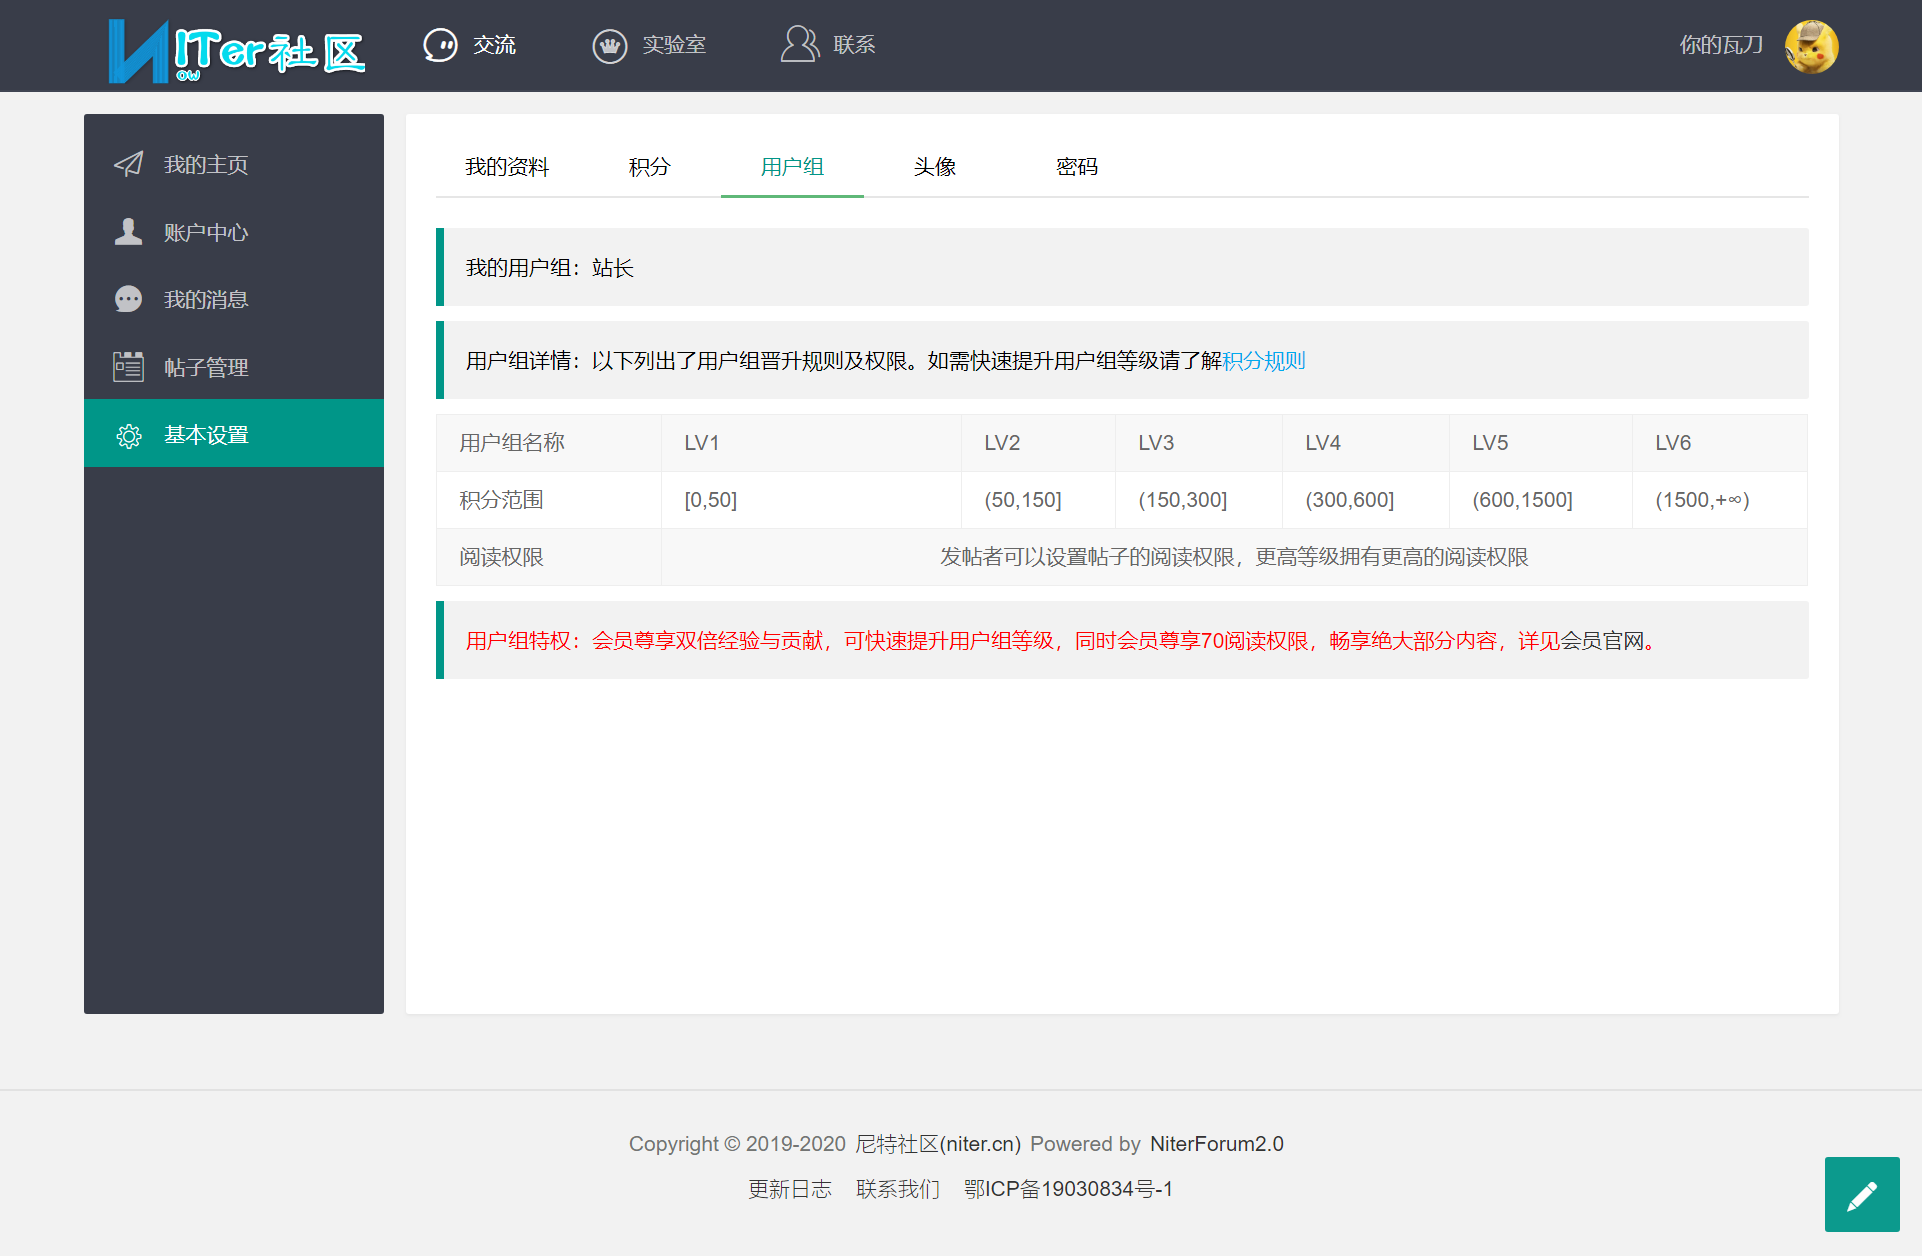 NITer社区
ow
交流
实验室
联系
你的瓦刀
我的主页
账户中心
我的消息
帖子管理
基本设置
我的资料 积分 用户组 头像 密码
我的用户组：站长
用户组详情：以下列出了用户组晋升规则及权限。如需快速提升用户组等级请了解积分规则
用户组名称 LV1 LV2 LV3 LV4 LV5 LV6
积分范围 [0,50] (50,150] (150,300] (300,600] (600,1500] (1500,+∞)
阅读权限 发帖者可以设置帖子的阅读权限，更高等级拥有更高的阅读权限
用户组特权：会员尊享双倍经验与贡献，可快速提升用户组等级，同时会员尊享70阅读权限，畅享绝大部分内容，详见会员官网。
Copyright © 2019-2020 尼特社区(niter.cn) Powered by NiterForum2.0
更新日志 联系我们 鄂ICP备19030834号-1